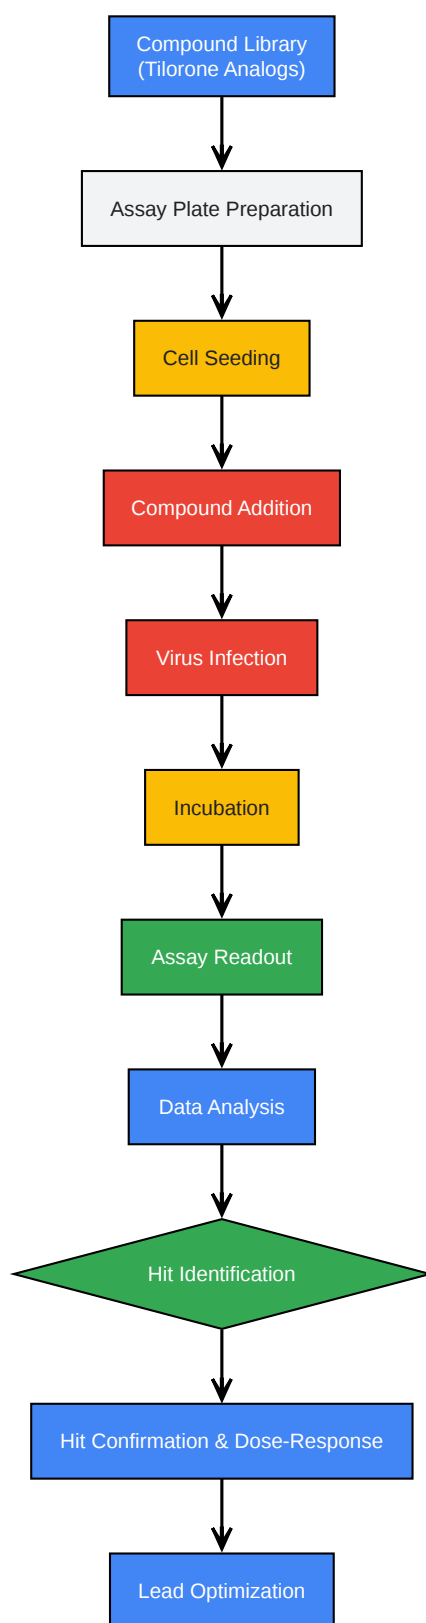 Compound Library
(Tilorone Analogs)
Assay Plate Preparation
Cell Seeding
Compound Addition
Virus Infection
Incubation
Assay Readout
Data Analysis
Hit Identification
Hit Confirmation & Dose-Response
Lead Optimization